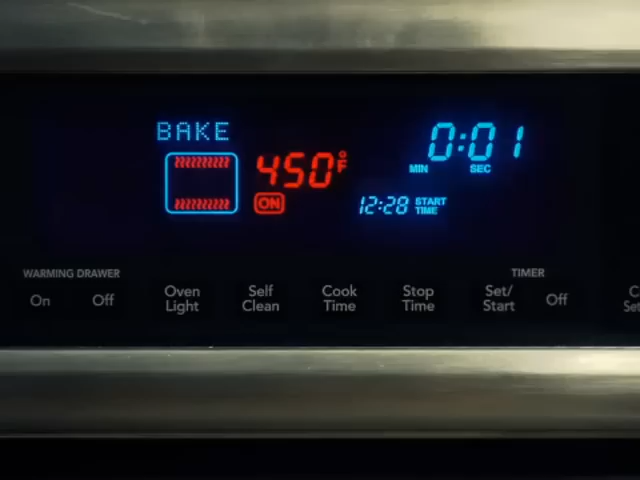 BAKE
450°F
ON
0:01
MIN SEC
12:28 START TIME
WARMING DRAWER
On Off
Oven Light
Self Clean
Cook Time
Stop Time
TIMER
Set/ Start
Off